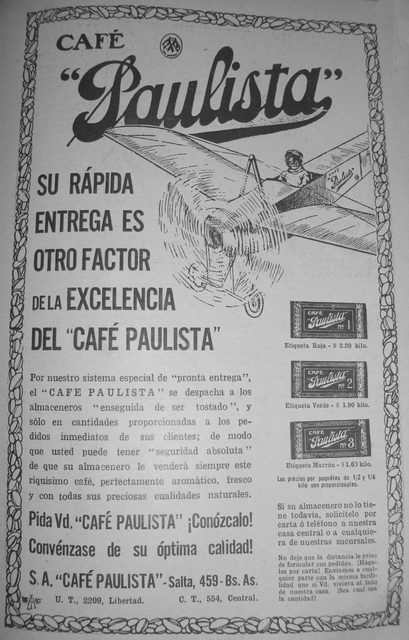 CAFÉ
"Paulista"
Paulista
SU RÁPIDA
ENTREGA ES
OTRO FACTOR
DE LA EXCELENCIA
DEL "CAFÉ PAULISTA"
CAFÉ
"Paulista"
Nº 1
Etiqueta Roja - $ 2.20 kilo.
CAFÉ
"Paulista"
Nº 2
Etiqueta Verde - $ 1.90 kilo.
CAFÉ
"Paulista"
Nº 3
Etiqueta Marrón - $ 1.60 kilo.
Los precios por paquetes de 1/2 y 1/4
kilo son proporcionales.
Por nuestro sistema especial de "pronta entrega",
el "CAFE PAULISTA" se despacha a los
almaceneros "enseguida de ser tostado", y
sólo en cantidades proporcionadas a los pe-
didos inmediatos de sus clientes; de modo
que usted puede tener "seguridad absoluta"
de que su almacenero le venderá siempre este
riquísimo café, perfectamente aromático, fresco
y con todas sus preciosas cualidades naturales.
Pida Vd. "CAFÉ PAULISTA" ¡Conózcalo!
Convénzase de su óptima calidad!
S. A. "CAFÉ PAULISTA" - Salta, 459 - Bs. As.
U. T., 2209, Libertad. C. T., 554, Central.
Si su almacenero no lo tie-
ne todavía, solicítelo por
carta ó teléfono a nuestra
casa central o a cualquie-
ra de nuestras sucursales.
No deje que la distancia le prive
de formular sus pedidos. ¡Hága-
los por carta! Enviamos a cual-
quier parte con la misma facili-
dad que si Vd. viviera al lado
de nuestra casa. ¡Sea cual sea
la cantidad!